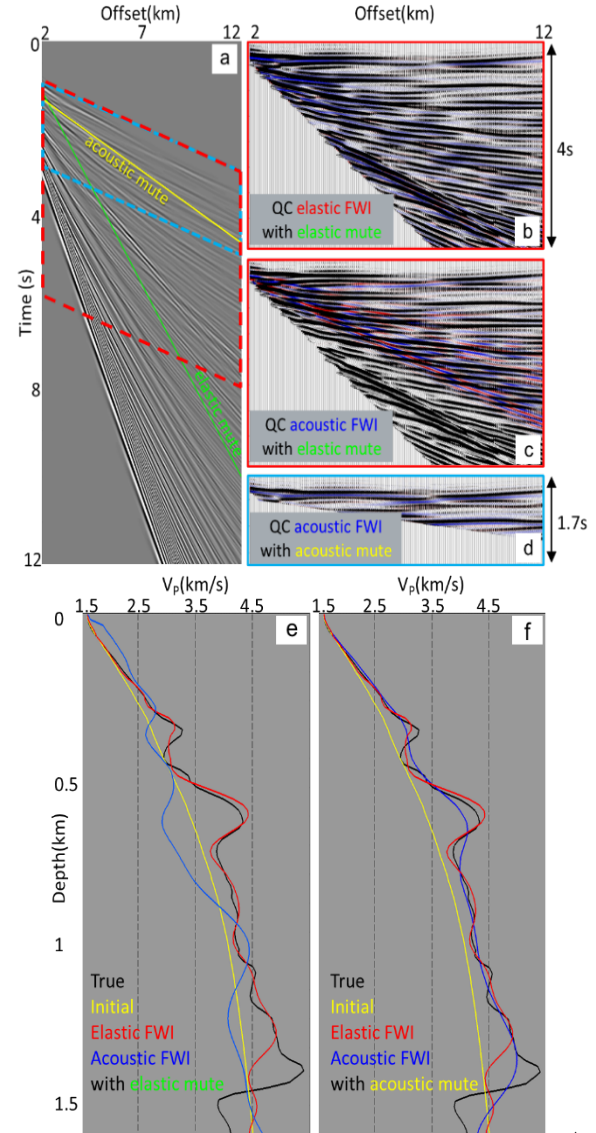 Offset(km)
2 7 12
Offset(km)
2 12
0
4
8
12
Time (s)
a
acoustic mute
elastic mute
4s
QC elastic FWI
with elastic mute
b
QC acoustic FWI
with elastic mute
c
QC acoustic FWI
with acoustic mute
d
1.7s
Vₚ(km/s)
1.5 2.5 3.5 4.5
Vₚ(km/s)
1.5 2.5 3.5 4.5
0
0.5
1
1.5
Depth(km)
e
True
Initial
Elastic FWI
Acoustic FWI
with elastic mute
f
True
Initial
Elastic FWI
Acoustic FWI
with acoustic mute